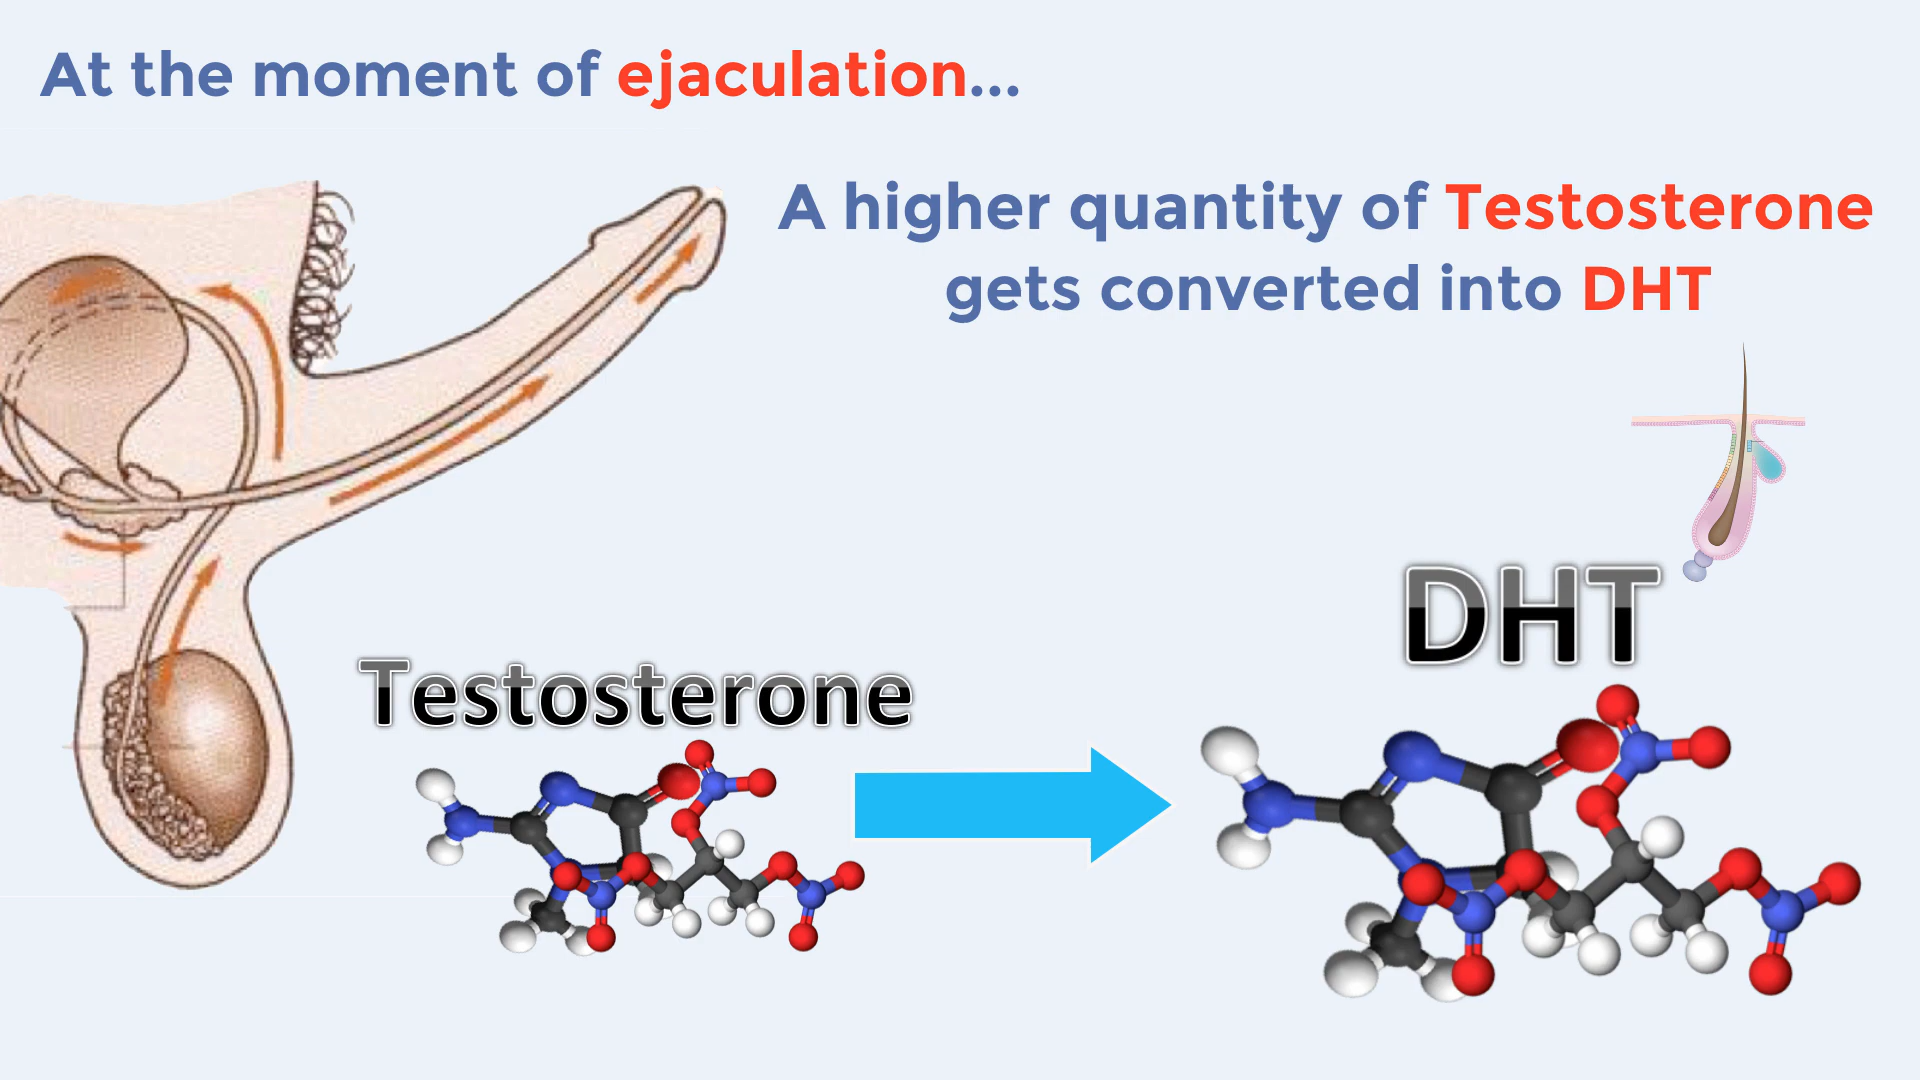 At the moment of ejaculation...
A higher quantity of Testosterone
gets converted into DHT
DHT
Testosterone